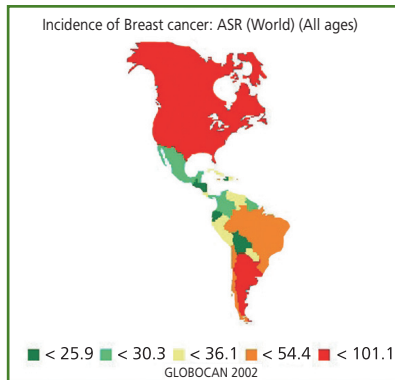 Incidence of Breast cancer: ASR (World) (All ages)
< 25.9 < 30.3 < 36.1 < 54.4 < 101.1
GLOBOCAN 2002